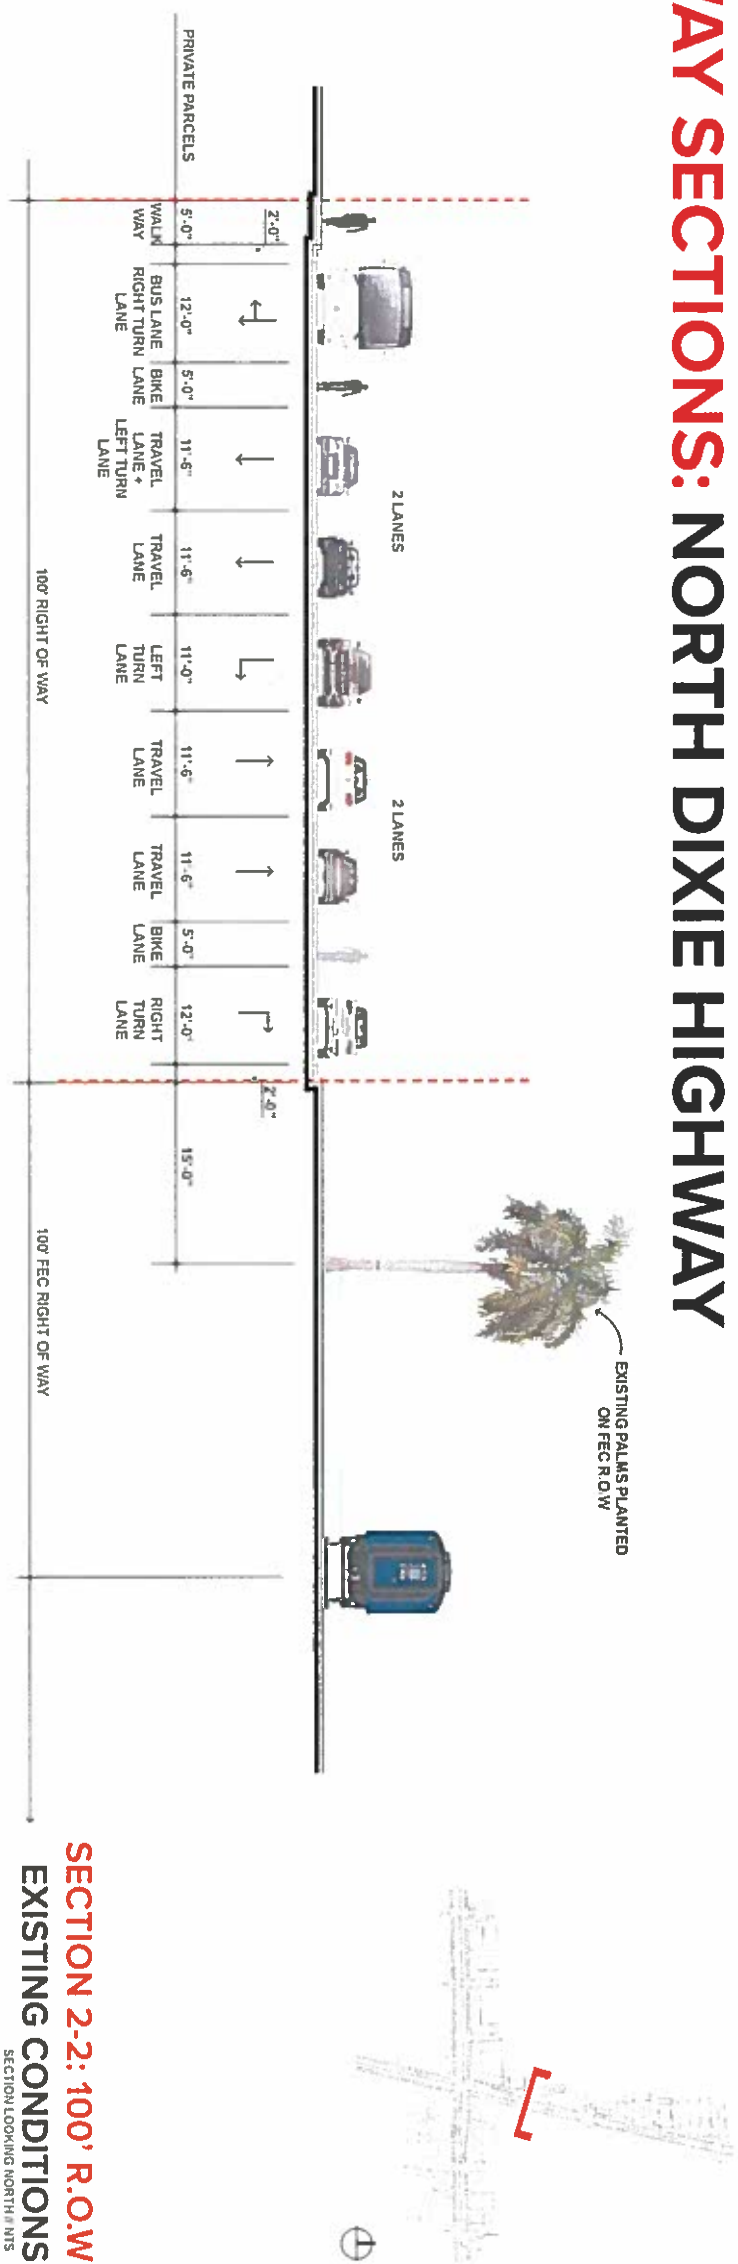 WAY SECTIONS: NORTH DIXIE HIGHWAY
EXISTING PALMS PLANTED
ON FEC R.O.W
2 LANES
2 LANES
2'-0"
2'-0"
PRIVATE PARCELS
5'-0"
12'-0"
5'-0"
11'-6"
11'-6"
11'-0"
11'-6"
11'-6"
5'-0"
12'-0"
15'-0"
WALK
WAY
BUS LANE
RIGHT TURN
LANE
BIKE
LANE
TRAVEL
LANE +
LEFT TURN
LANE
TRAVEL
LANE
LEFT
TURN
LANE
TRAVEL
LANE
TRAVEL
LANE
BIKE
LANE
RIGHT
TURN
LANE
100' RIGHT OF WAY
100' FEC RIGHT OF WAY
SECTION 2-2: 100' R.O.W
EXISTING CONDITIONS
SECTION LOOKING NORTH // NTS